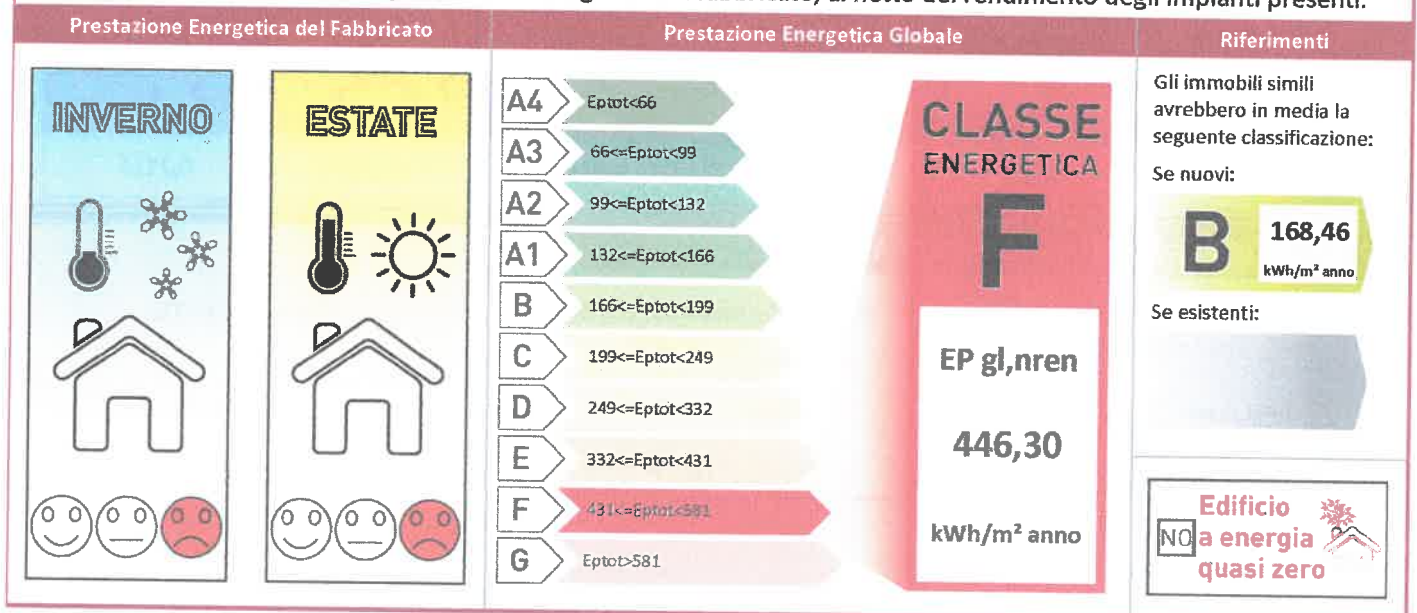 degli impianti presenti.
Prestazione Energetica del Fabbricato
Prestazione Energetica Globale
Riferimenti
INVERNO
ESTATE
A4 Eptot<66
A3 66<=Eptot<99
A2 99<=Eptot<132
A1 132<=Eptot<166
B 166<=Eptot<199
C 199<=Eptot<249
D 249<=Eptot<332
E 332<=Eptot<431
F 431<=Eptot<581
G Eptot>581
CLASSE
ENERGETICA
F
EP gl,nren
446,30
kWh/m² anno
Gli immobili simili
avrebbero in media la
seguente classificazione:
Se nuovi:
B 168,46
kWh/m² anno
Se esistenti:
Edificio
NO a energia
quasi zero